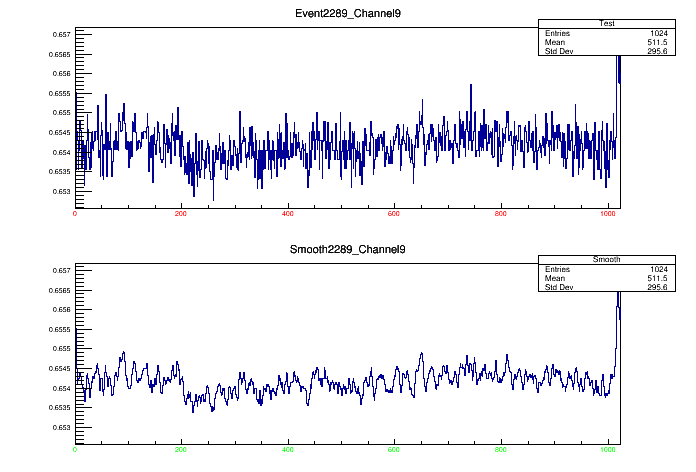 Event2289_Channel9
Test
Entries 1024
Mean 511.5
Std Dev 295.6
0.657
0.6565
0.656
0.6555
0.655
0.6545
0.654
0.6535
0.653
0 200 400 600 800 1000
Smooth2289_Channel9
Smooth
Entries 1024
Mean 511.5
Std Dev 295.6
0.657
0.6565
0.656
0.6555
0.655
0.6545
0.654
0.6535
0.653
0 200 400 600 800 1000